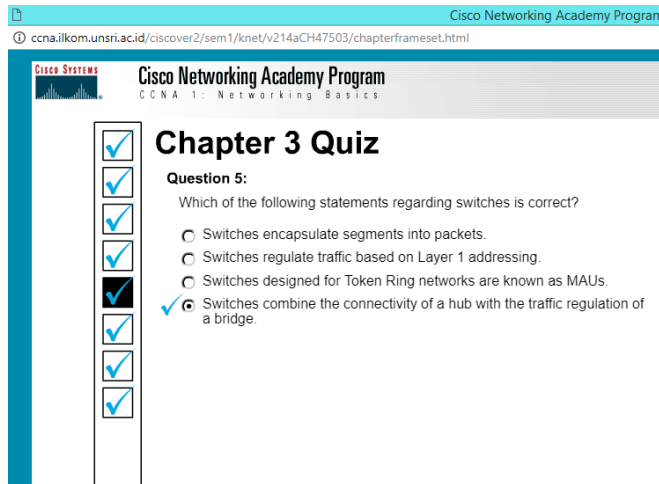 Cisco Networking Academy Program
ccna.ilkom.unsri.ac.id/discover2/sem1/knet/v214aCH47503/chapterframeset.html
CISCO SYSTEMS
Cisco Networking Academy Program
CCNA 1: Networking Basics
Chapter 3 Quiz
Question 5:
Which of the following statements regarding switches is correct?
Switches encapsulate segments into packets.
Switches regulate traffic based on Layer 1 addressing.
Switches designed for Token Ring networks are known as MAUs.
Switches combine the connectivity of a hub with the traffic regulation of
a bridge.